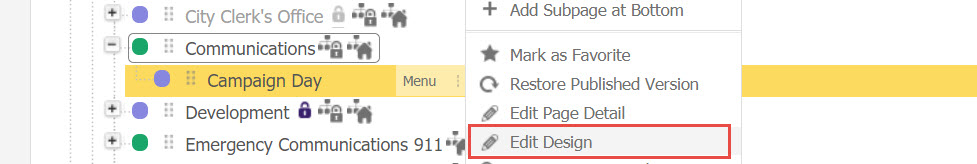 City Clerk's Office
Communications
Campaign Day
Menu
Development
Emergency Communications 911
Add Subpage at Bottom
Mark as Favorite
Restore Published Version
Edit Page Detail
Edit Design